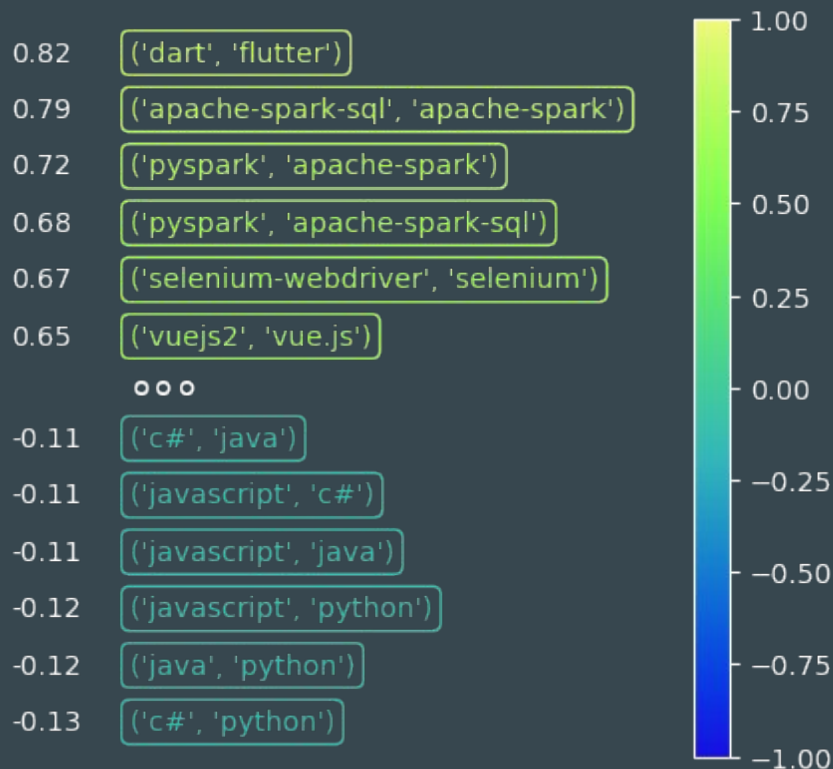 0.82 ('dart', 'flutter')
0.79 ('apache-spark-sql', 'apache-spark')
0.72 ('pyspark', 'apache-spark')
0.68 ('pyspark', 'apache-spark-sql')
0.67 ('selenium-webdriver', 'selenium')
0.65 ('vuejs2', 'vue.js')
-0.11 ('c#', 'java')
-0.11 ('javascript', 'c#')
-0.11 ('javascript', 'java')
-0.12 ('javascript', 'python')
-0.12 ('java', 'python')
-0.13 ('c#', 'python')
1.00
0.75
0.50
0.25
0.00
−0.25
−0.50
−0.75
−1.00